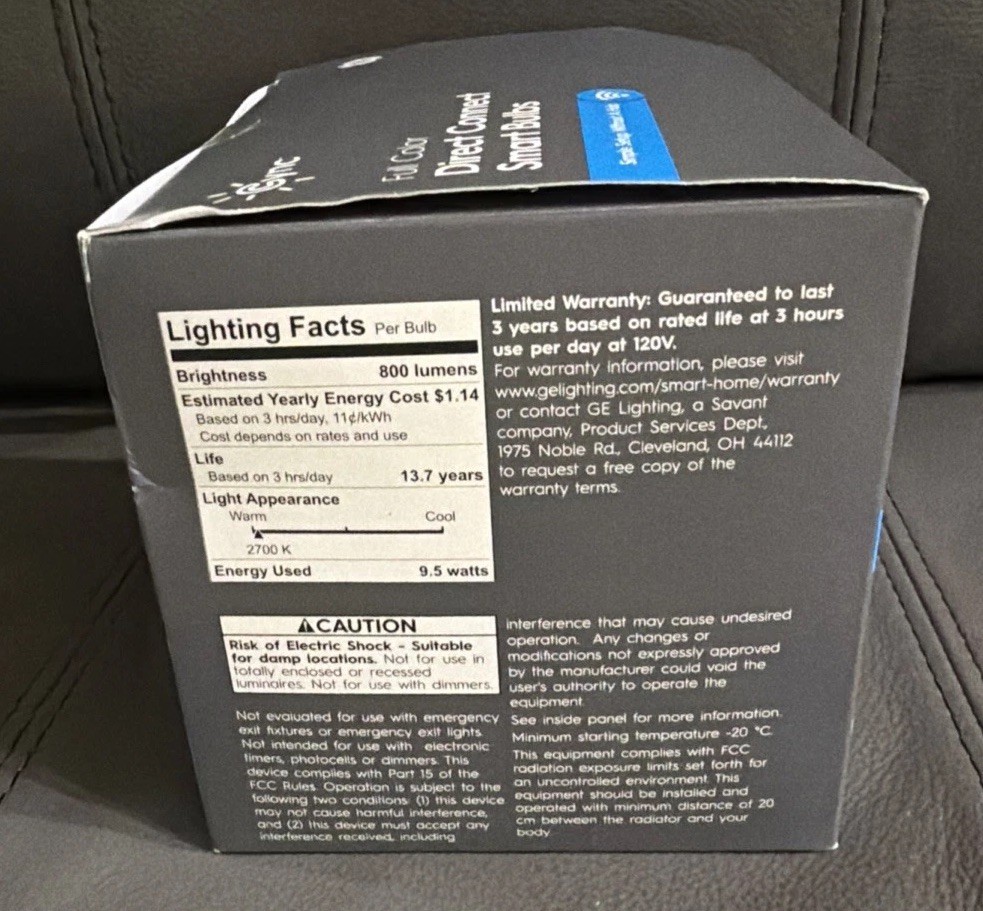 Sync
Full Color
Direct Connect
Smart Bulbs
Simple Setup Without A Hub
Lighting Facts Per Bulb
Brightness 800 lumens
Estimated Yearly Energy Cost $1.14
Based on 3 hrs/day, 11¢/kWh
Cost depends on rates and use
Life
Based on 3 hrs/day 13.7 years
Light Appearance
Warm Cool
2700 K
Energy Used 9.5 watts
Limited Warranty: Guaranteed to last
3 years based on rated life at 3 hours
use per day at 120V.
For warranty information, please visit
www.gelighting.com/smart-home/warranty
or contact GE Lighting, a Savant
company, Product Services Dept.,
1975 Noble Rd., Cleveland, OH 44112
to request a free copy of the
warranty terms.
⚠CAUTION
Risk of Electric Shock - Suitable
for damp locations. Not for use in
totally enclosed or recessed
luminaires. Not for use with dimmers.
Not evaluated for use with emergency
exit fixtures or emergency exit lights.
Not intended for use with electronic
timers, photocells or dimmers. This
device complies with Part 15 of the
FCC Rules. Operation is subject to the
following two conditions: (1) this device
may not cause harmful interference,
and (2) this device must accept any
interference received, including
interference that may cause undesired
operation. Any changes or
modifications not expressly approved
by the manufacturer could void the
user's authority to operate the
equipment.
See inside panel for more information.
Minimum starting temperature -20 °C.
This equipment complies with FCC
radiation exposure limits set forth for
an uncontrolled environment. This
equipment should be installed and
operated with minimum distance of 20
cm between the radiator and your
body.